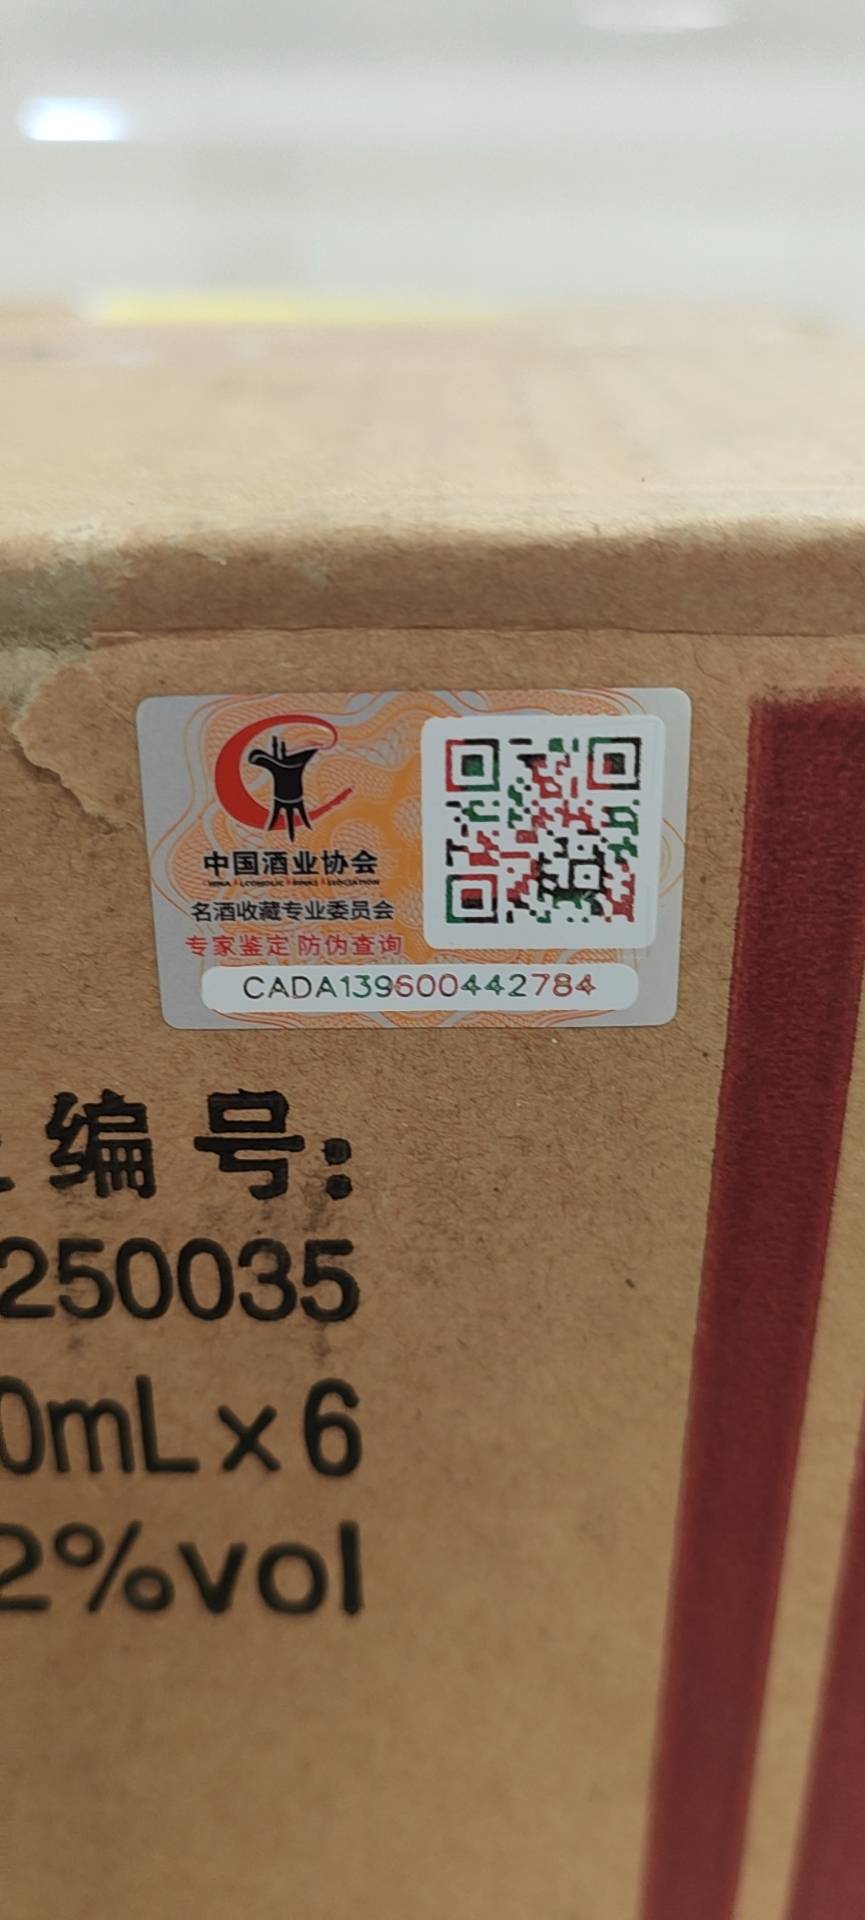 中国酒业协会
名酒收藏专业委员会
专家鉴定 防伪查询
CADA139600442784
编号:
250035
0mL×6
2%vol